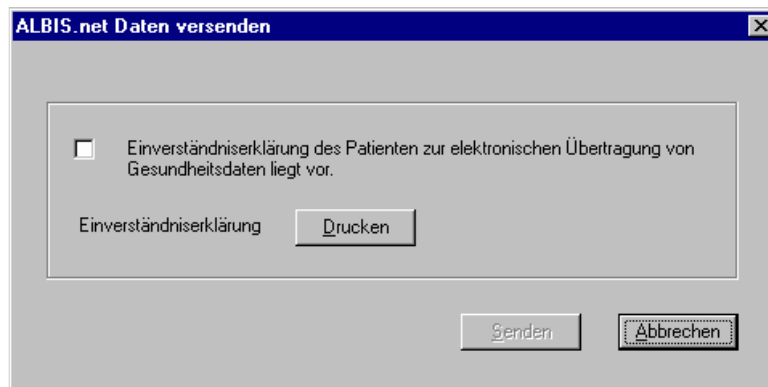 ALBIS.net Daten versenden
Einverständniserklärung des Patienten zur elektronischen Übertragung von
Gesundheitsdaten liegt vor.
Einverständniserklärung Drucken
Senden Abbrechen